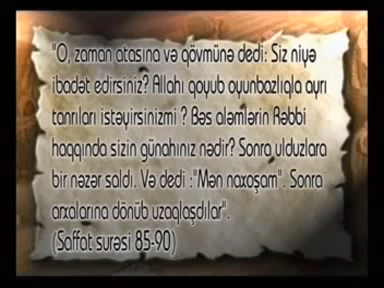 "O, zaman atasına və qövmünə dedi: Siz niyə
ibadət edirsiniz? Allahı qoyub oyunbazlıqla ayrı
tanrıları istəyirsinizmi ? Bəs aləmlərin Rəbbi
haqqında sizin günahınız nədir? Sonra ulduzlara
bir nəzər saldı. Və dedi :"Mən naxoşam". Sonra
arxalarına dönüb uzaqlaşdılar".
(Saffat surəsi 85-90)